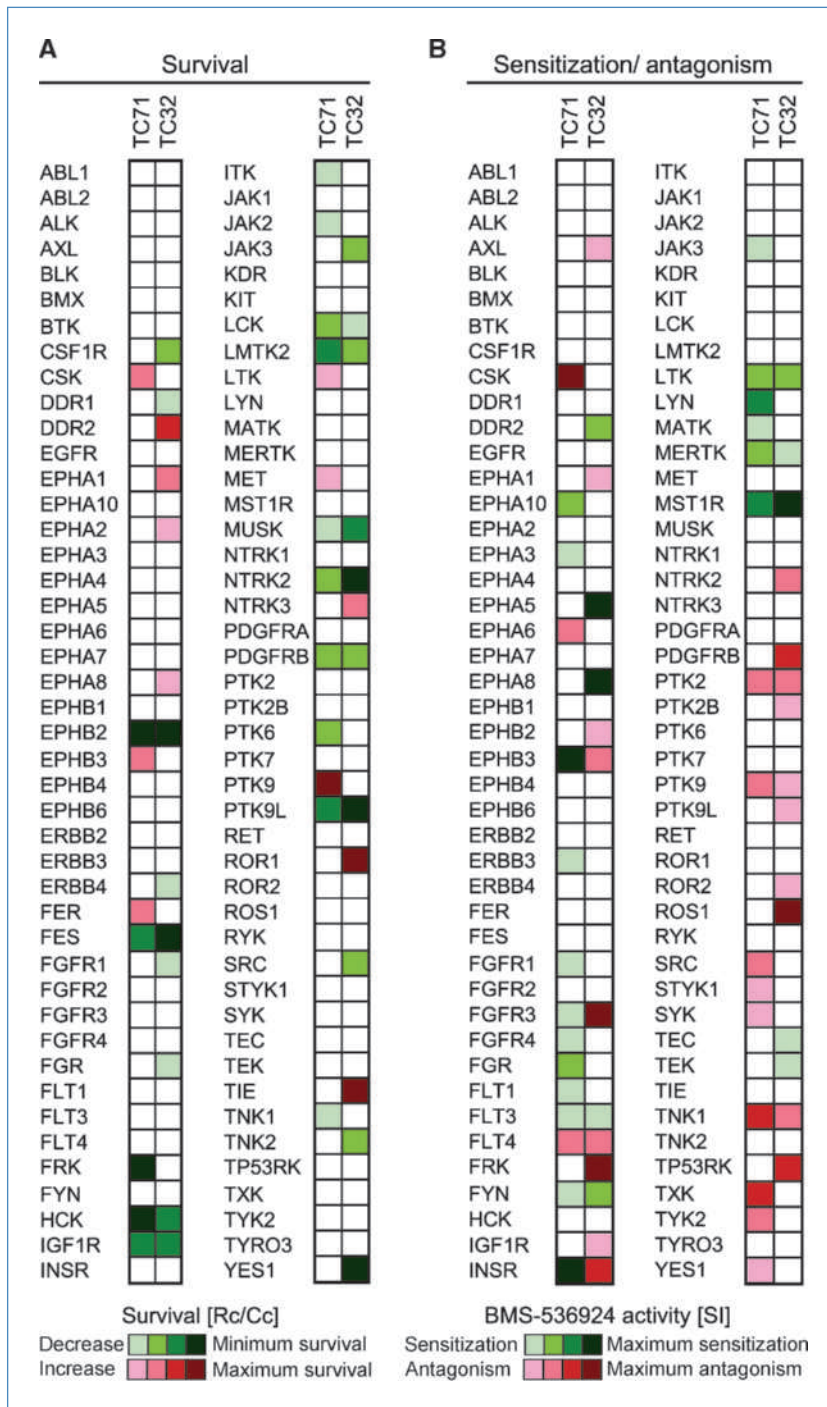 A B
Survival Sensitization/ antagonism
TC71 TC32 TC71 TC32 TC71 TC32 TC71 TC32
ABL1 ITK ABL1 ITK
ABL2 JAK1 ABL2 JAK1
ALK JAK2 ALK JAK2
AXL JAK3 AXL JAK3
BLK KDR BLK KDR
BMX KIT BMX KIT
BTK LCK BTK LCK
CSF1R LMTK2 CSF1R LMTK2
CSK LTK CSK LTK
DDR1 LYN DDR1 LYN
DDR2 MATK DDR2 MATK
EGFR MERTK EGFR MERTK
EPHA1 MET EPHA1 MET
EPHA10 MST1R EPHA10 MST1R
EPHA2 MUSK EPHA2 MUSK
EPHA3 NTRK1 EPHA3 NTRK1
EPHA4 NTRK2 EPHA4 NTRK2
EPHA5 NTRK3 EPHA5 NTRK3
EPHA6 PDGFRA EPHA6 PDGFRA
EPHA7 PDGFRB EPHA7 PDGFRB
EPHA8 PTK2 EPHA8 PTK2
EPHB1 PTK2B EPHB1 PTK2B
EPHB2 PTK6 EPHB2 PTK6
EPHB3 PTK7 EPHB3 PTK7
EPHB4 PTK9 EPHB4 PTK9
EPHB6 PTK9L EPHB6 PTK9L
ERBB2 RET ERBB2 RET
ERBB3 ROR1 ERBB3 ROR1
ERBB4 ROR2 ERBB4 ROR2
FER ROS1 FER ROS1
FES RYK FES RYK
FGFR1 SRC FGFR1 SRC
FGFR2 STYK1 FGFR2 STYK1
FGFR3 SYK FGFR3 SYK
FGFR4 TEC FGFR4 TEC
FGR TEK FGR TEK
FLT1 TIE FLT1 TIE
FLT3 TNK1 FLT3 TNK1
FLT4 TNK2 FLT4 TNK2
FRK TP53RK FRK TP53RK
FYN TXK FYN TXK
HCK TYK2 HCK TYK2
IGF1R TYRO3 IGF1R TYRO3
INSR YES1 INSR YES1
Survival [Rc/Cc] BMS-536924 activity [SI]
Decrease Minimum survival Sensitization Maximum sensitization
Increase Maximum survival Antagonism Maximum antagonism